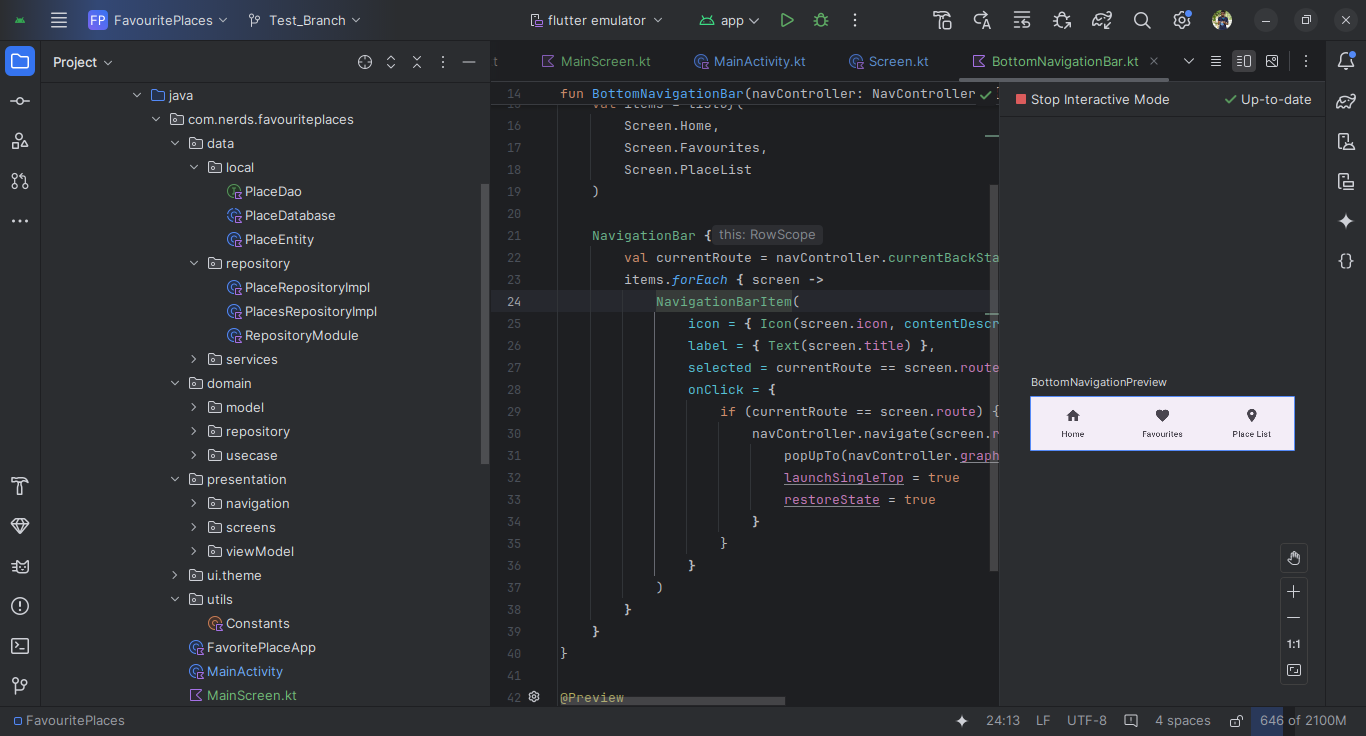 FP FavouritePlaces Test_Branch flutter emulator app
Project
MainScreen.kt MainActivity.kt Screen.kt BottomNavigationBar.kt
java
com.nerds.favouriteplaces
data
local
PlaceDao
PlaceDatabase
PlaceEntity
repository
PlaceRepositoryImpl
PlacesRepositoryImpl
RepositoryModule
services
domain
model
repository
usecase
presentation
navigation
screens
viewModel
ui.theme
utils
Constants
FavoritePlaceApp
MainActivity
MainScreen.kt
14 fun BottomNavigationBar(navController: NavController
16 Screen.Home,
17 Screen.Favourites,
18 Screen.PlaceList
19 )
20
21 NavigationBar { this: RowScope
22 val currentRoute = navController.currentBackSta
23 items.forEach { screen ->
24 NavigationBarItem(
25 icon = { Icon(screen.icon, contentDescr
26 label = { Text(screen.title) },
27 selected = currentRoute == screen.route
28 onClick = {
29 if (currentRoute == screen.route) {
30 navController.navigate(screen.r
31 popUpTo(navController.graph
32 launchSingleTop = true
33 restoreState = true
34 }
35 }
36 }
37 )
38 }
39 }
40 }
41
42 @Preview
Stop Interactive Mode Up-to-date
BottomNavigationPreview
Home Favourites Place List
1:1
FavouritePlaces 24:13 LF UTF-8 4 spaces 646 of 2100M